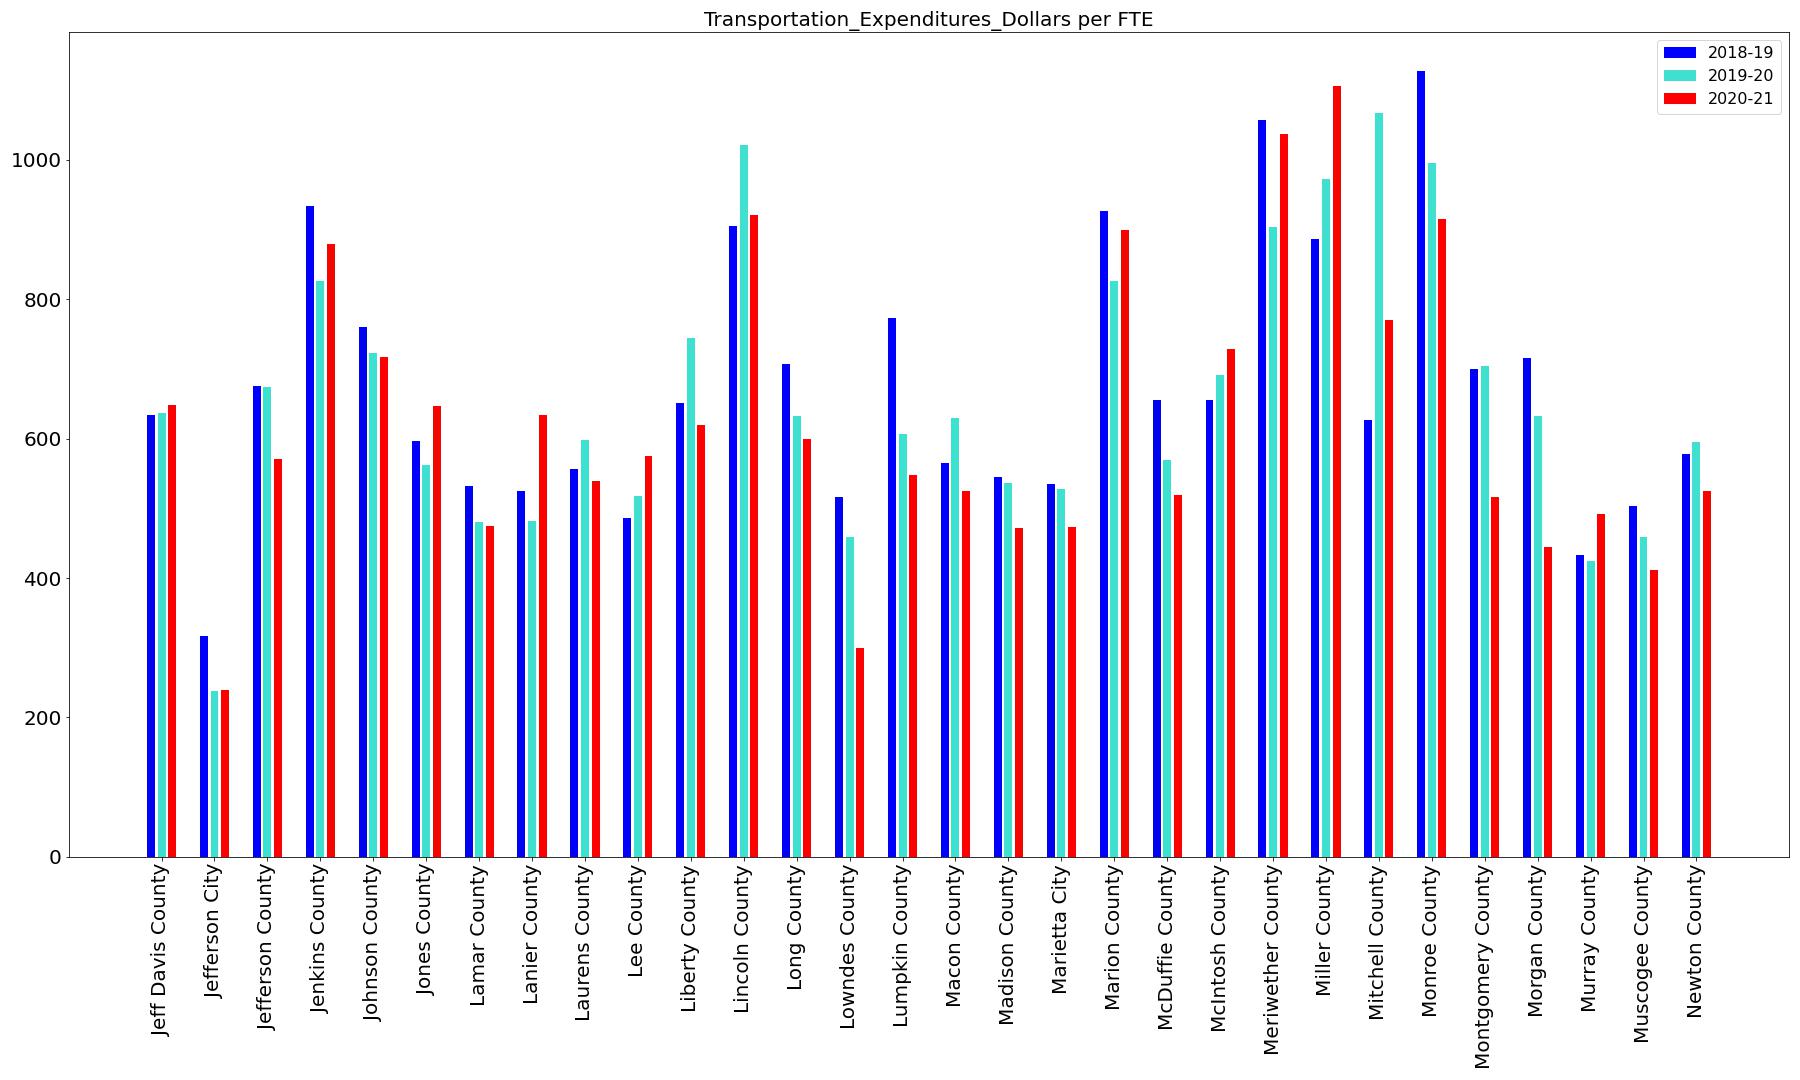 Transportation_Expenditures_Dollars per FTE
2018-19
2019-20
2020-21
1000
800
600
400
200
0
Jeff Davis County
Jefferson City
Jefferson County
Jenkins County
Johnson County
Jones County
Lamar County
Lanier County
Laurens County
Lee County
Liberty County
Lincoln County
Long County
Lowndes County
Lumpkin County
Macon County
Madison County
Marietta City
Marion County
McDuffie County
McIntosh County
Meriwether County
Miller County
Mitchell County
Monroe County
Montgomery County
Morgan County
Murray County
Muscogee County
Newton County